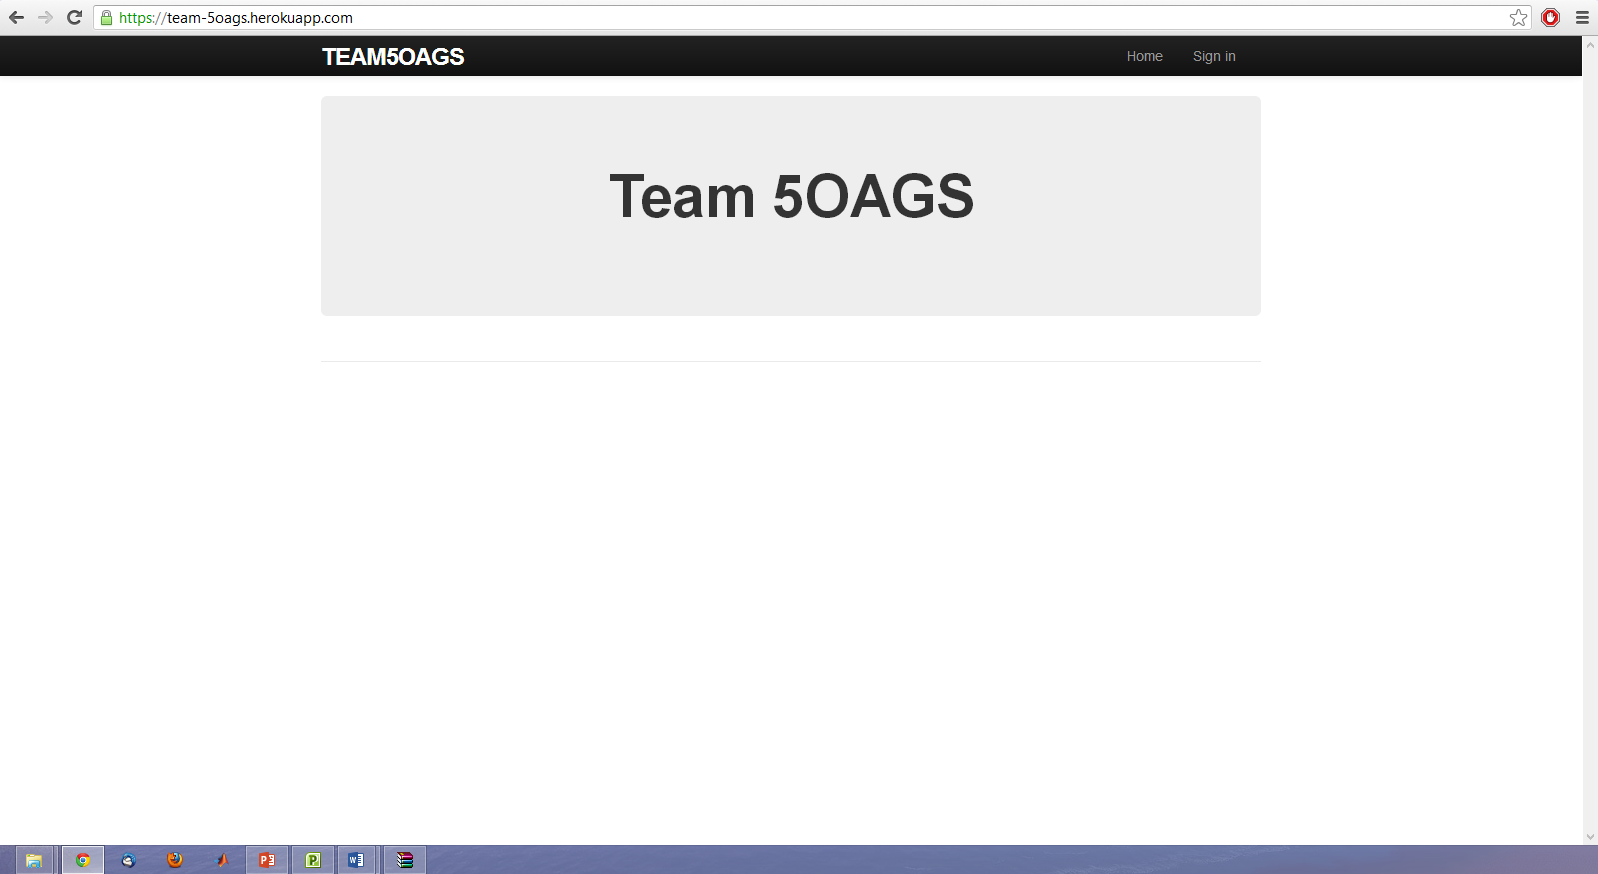 https://team-5oags.herokuapp.com
TEAM5OAGS
Home
Sign in
Team 5OAGS